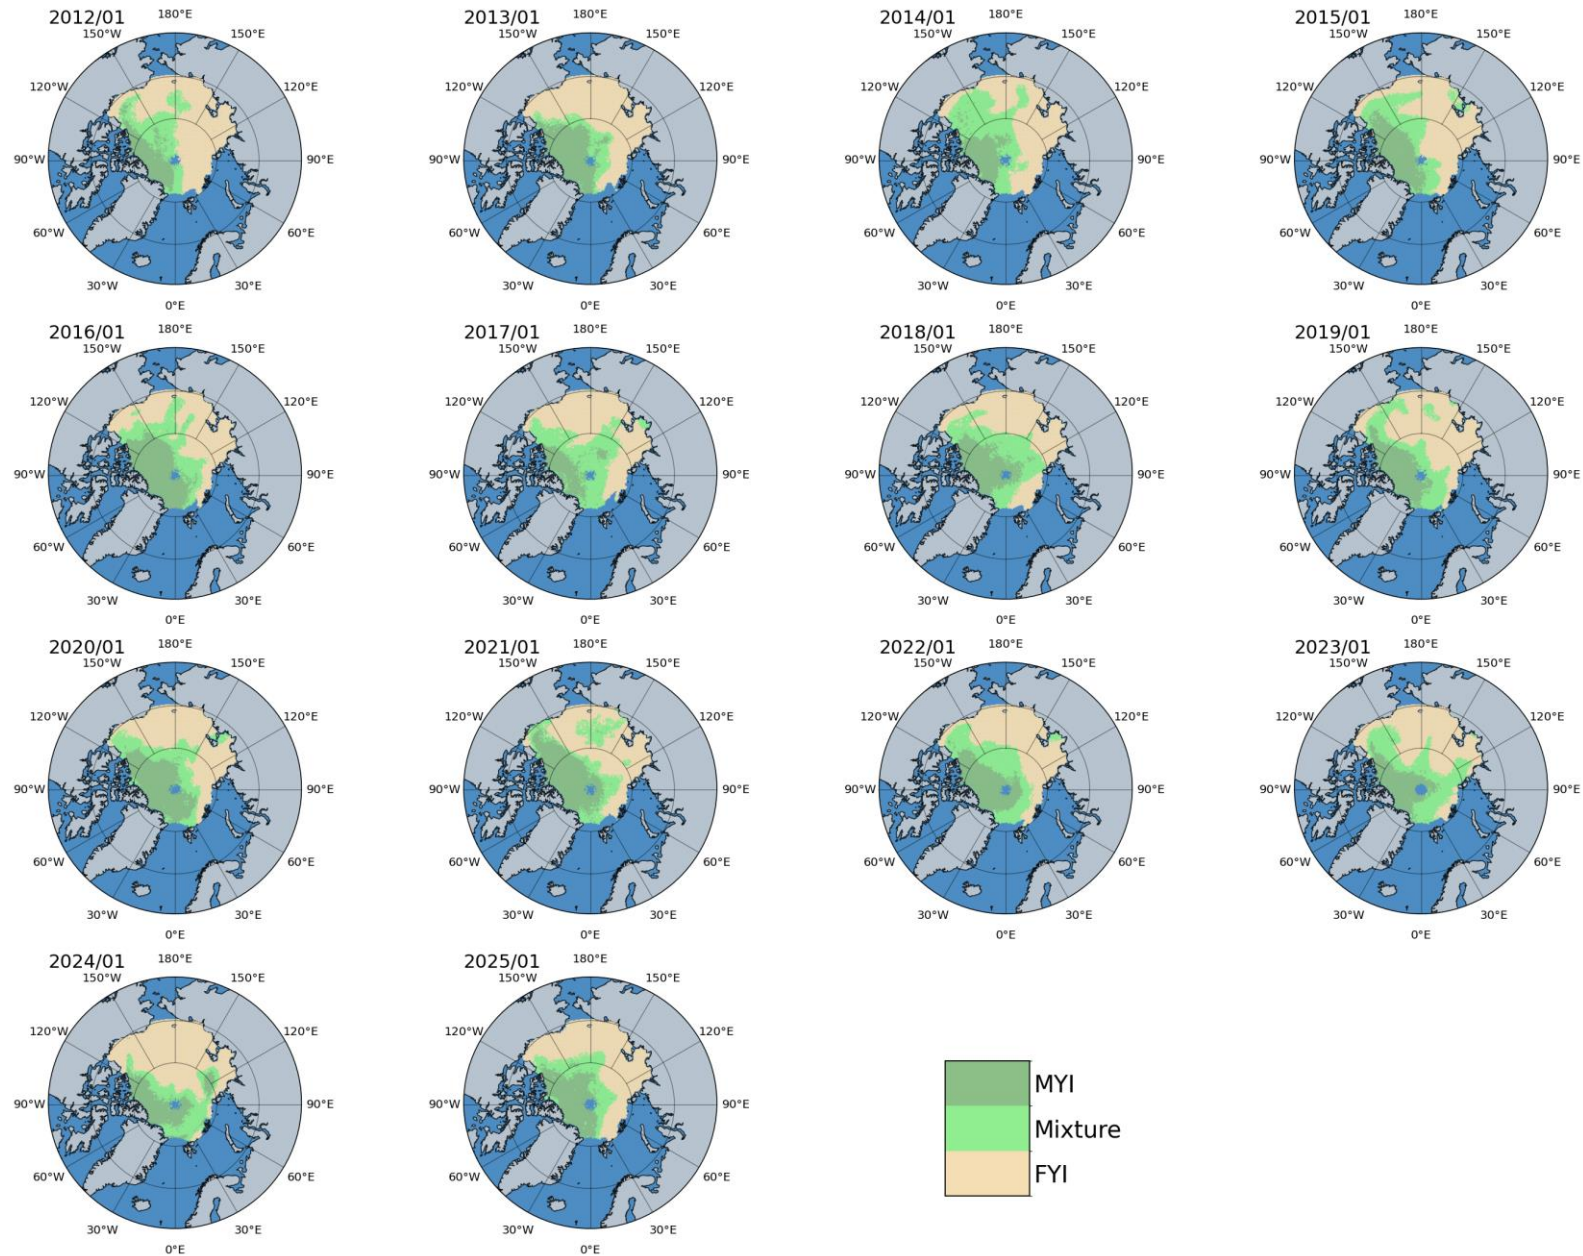 2012/01 180°E 2013/01 180°E 2014/01 180°E 2015/01 180°E
150°W 150°E 150°W 150°E 150°W 150°E 150°W 150°E
120°W 120°E 120°W 120°E 120°W 120°E 120°W 120°E
90°W 90°E 90°W 90°E 90°W 90°E 90°W 90°E
60°W 60°E 60°W 60°E 60°W 60°E 60°W 60°E
30°W 30°E 30°W 30°E 30°W 30°E 30°W 30°E
0°E 0°E 0°E 0°E
2016/01 180°E 2017/01 180°E 2018/01 180°E 2019/01 180°E
150°W 150°E 150°W 150°E 150°W 150°E 150°W 150°E
120°W 120°E 120°W 120°E 120°W 120°E 120°W 120°E
90°W 90°E 90°W 90°E 90°W 90°E 90°W 90°E
60°W 60°E 60°W 60°E 60°W 60°E 60°W 60°E
30°W 30°E 30°W 30°E 30°W 30°E 30°W 30°E
0°E 0°E 0°E 0°E
2020/01 180°E 2021/01 180°E 2022/01 180°E 2023/01 180°E
150°W 150°E 150°W 150°E 150°W 150°E 150°W 150°E
120°W 120°E 120°W 120°E 120°W 120°E 120°W 120°E
90°W 90°E 90°W 90°E 90°W 90°E 90°W 90°E
60°W 60°E 60°W 60°E 60°W 60°E 60°W 60°E
30°W 30°E 30°W 30°E 30°W 30°E 30°W 30°E
0°E 0°E 0°E 0°E
2024/01 180°E 2025/01 180°E
150°W 150°E 150°W 150°E
120°W 120°E 120°W 120°E
90°W 90°E 90°W 90°E
60°W 60°E 60°W 60°E
30°W 30°E 30°W 30°E
0°E 0°E
MYI
Mixture
FYI